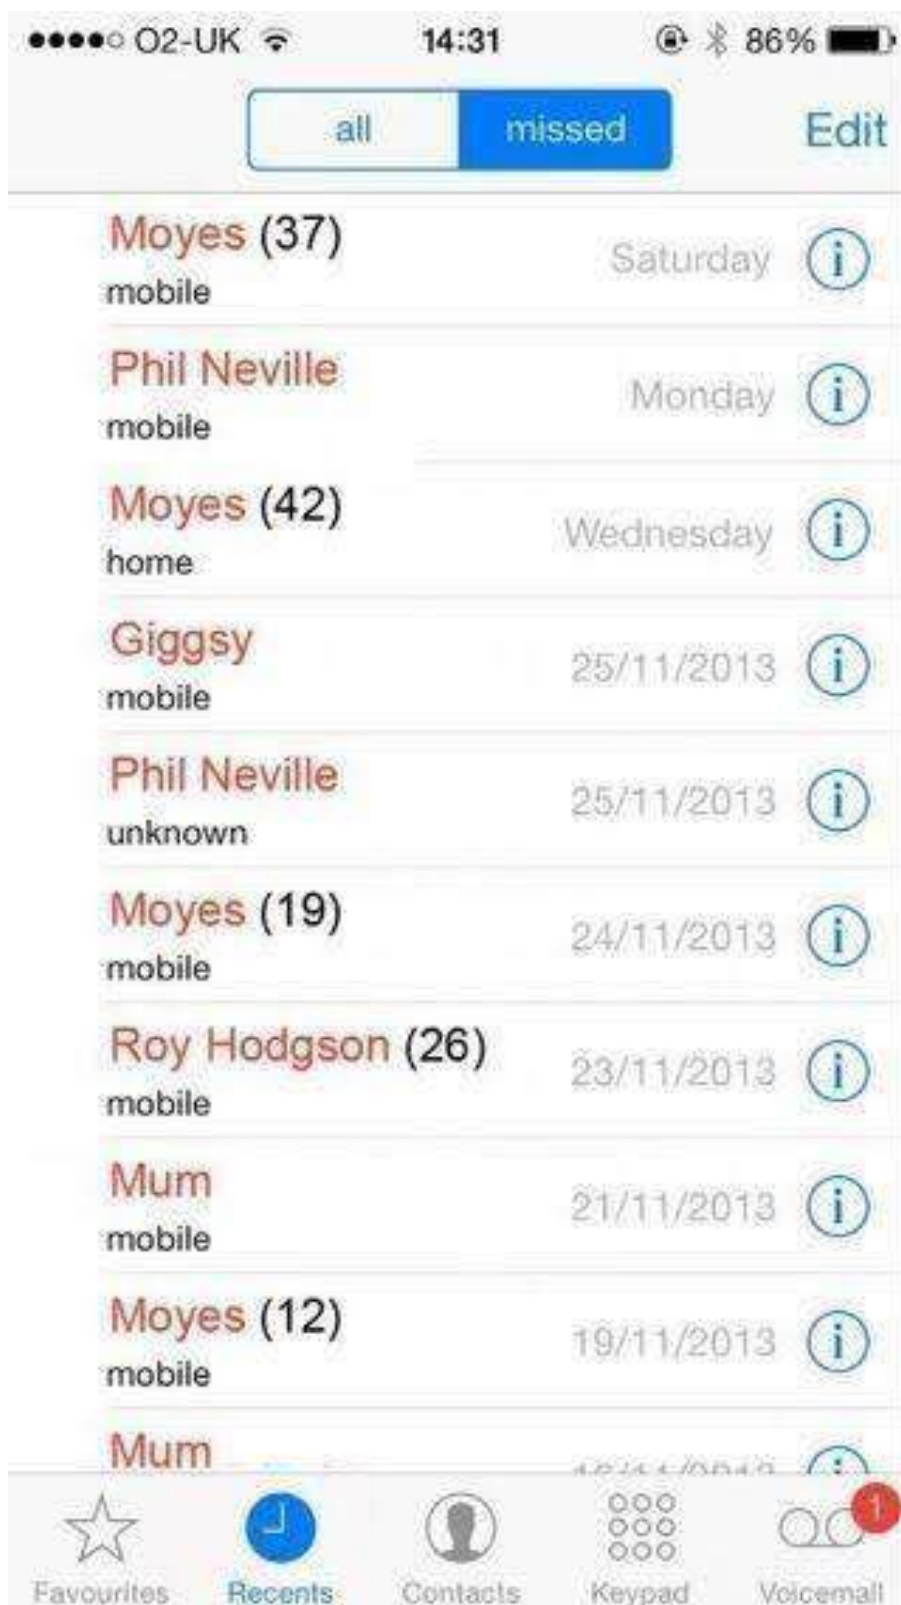 O2-UK 14:31 86%
all missed Edit
Moyes (37)
Saturday
mobile
Phil Neville
Monday
mobile
Moyes (42)
Wednesday
home
Giggsy
25/11/2013
mobile
Phil Neville
25/11/2013
unknown
Moyes (19)
24/11/2013
mobile
Roy Hodgson (26)
23/11/2013
mobile
Mum
21/11/2013
mobile
Moyes (12)
19/11/2013
mobile
Mum
1
Favourites Recents Contacts Keypad Voicemail